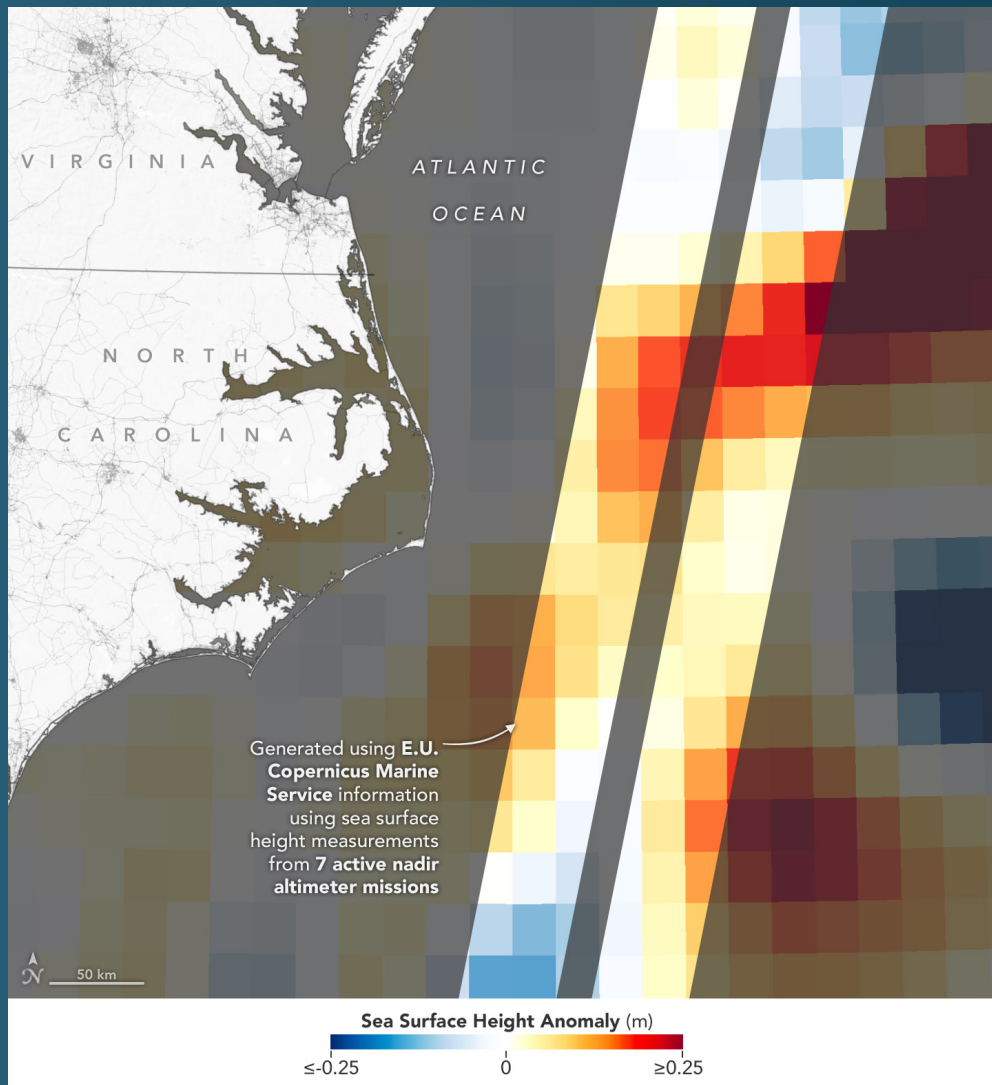 VIRGINIA
ATLANTIC
OCEAN
NORTH
CAROLINA
Generated using E.U.
Copernicus Marine
Service information
using sea surface
height measurements
from 7 active nadir
altimeter missions
N
50 km
Sea Surface Height Anomaly (m)
≤-0.25 0 ≥0.25